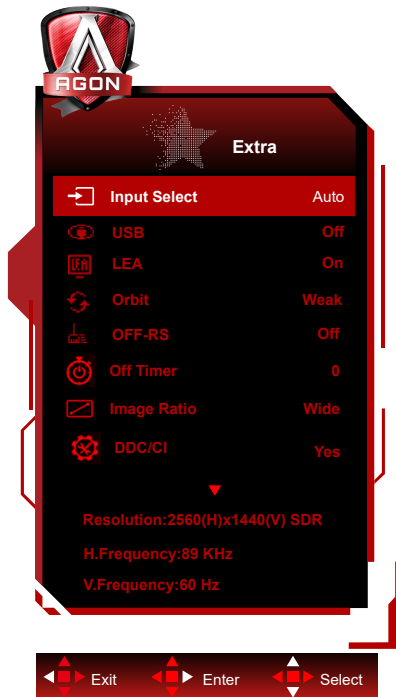 AGON
Extra
Input Select Auto
USB Off
LEA On
Orbit Weak
OFF-RS Off
Off Timer 0
Image Ratio Wide
DDC/CI Yes
Resolution:2560(H)x1440(V) SDR
H.Frequency:89 KHz
V.Frequency:60 Hz
Exit Enter Select